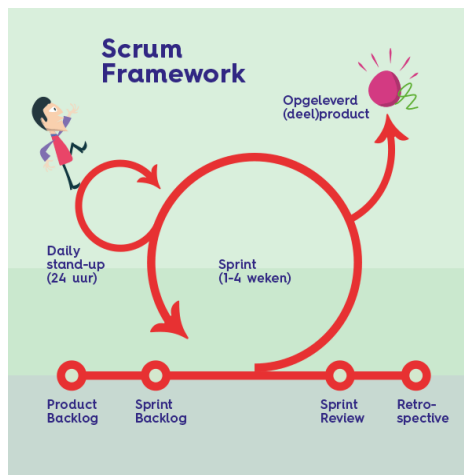 Scrum
Framework
Opgeleverd
(deel)product
Daily
stand-up
(24 uur)
Sprint
(1-4 weken)
Product
Backlog
Sprint
Backlog
Sprint
Review
Retro-
spective